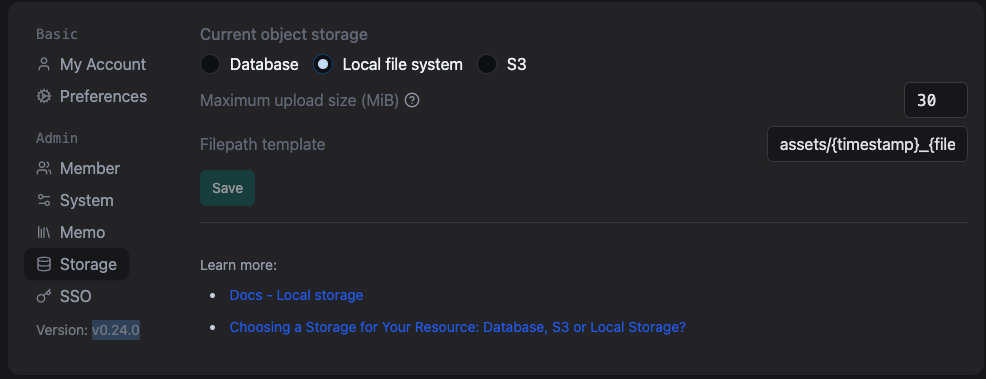 Basic
My Account
Preferences
Admin
Member
System
Memo
Storage
SSO
Version: v0.24.0
Current object storage
Database Local file system S3
Maximum upload size (MiB) ? 30
Filepath template assets/{timestamp}_{file
Save
Learn more:
• Docs - Local storage
• Choosing a Storage for Your Resource: Database, S3 or Local Storage?